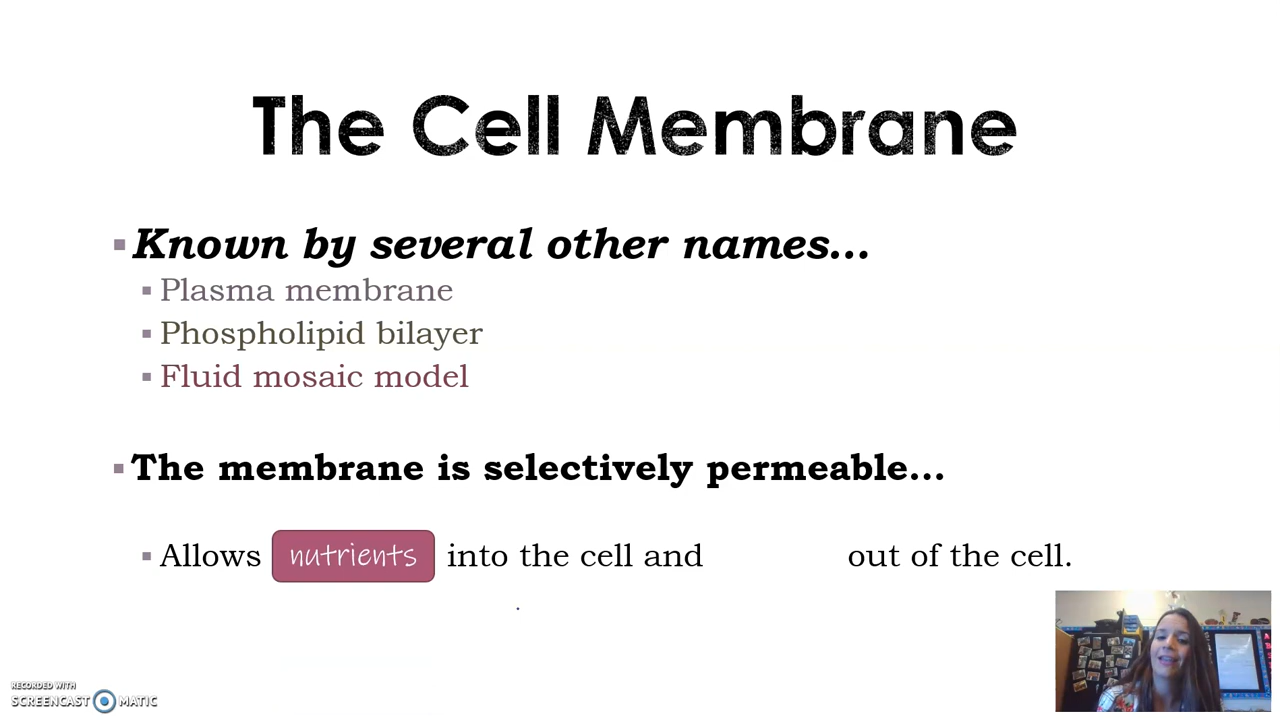 The Cell Membrane
Known by several other names...
Plasma membrane
Phospholipid bilayer
Fluid mosaic model
The membrane is selectively permeable...
Allows nutrients into the cell and out of the cell.
RECORDED WITH
SCREENCAST MATIC